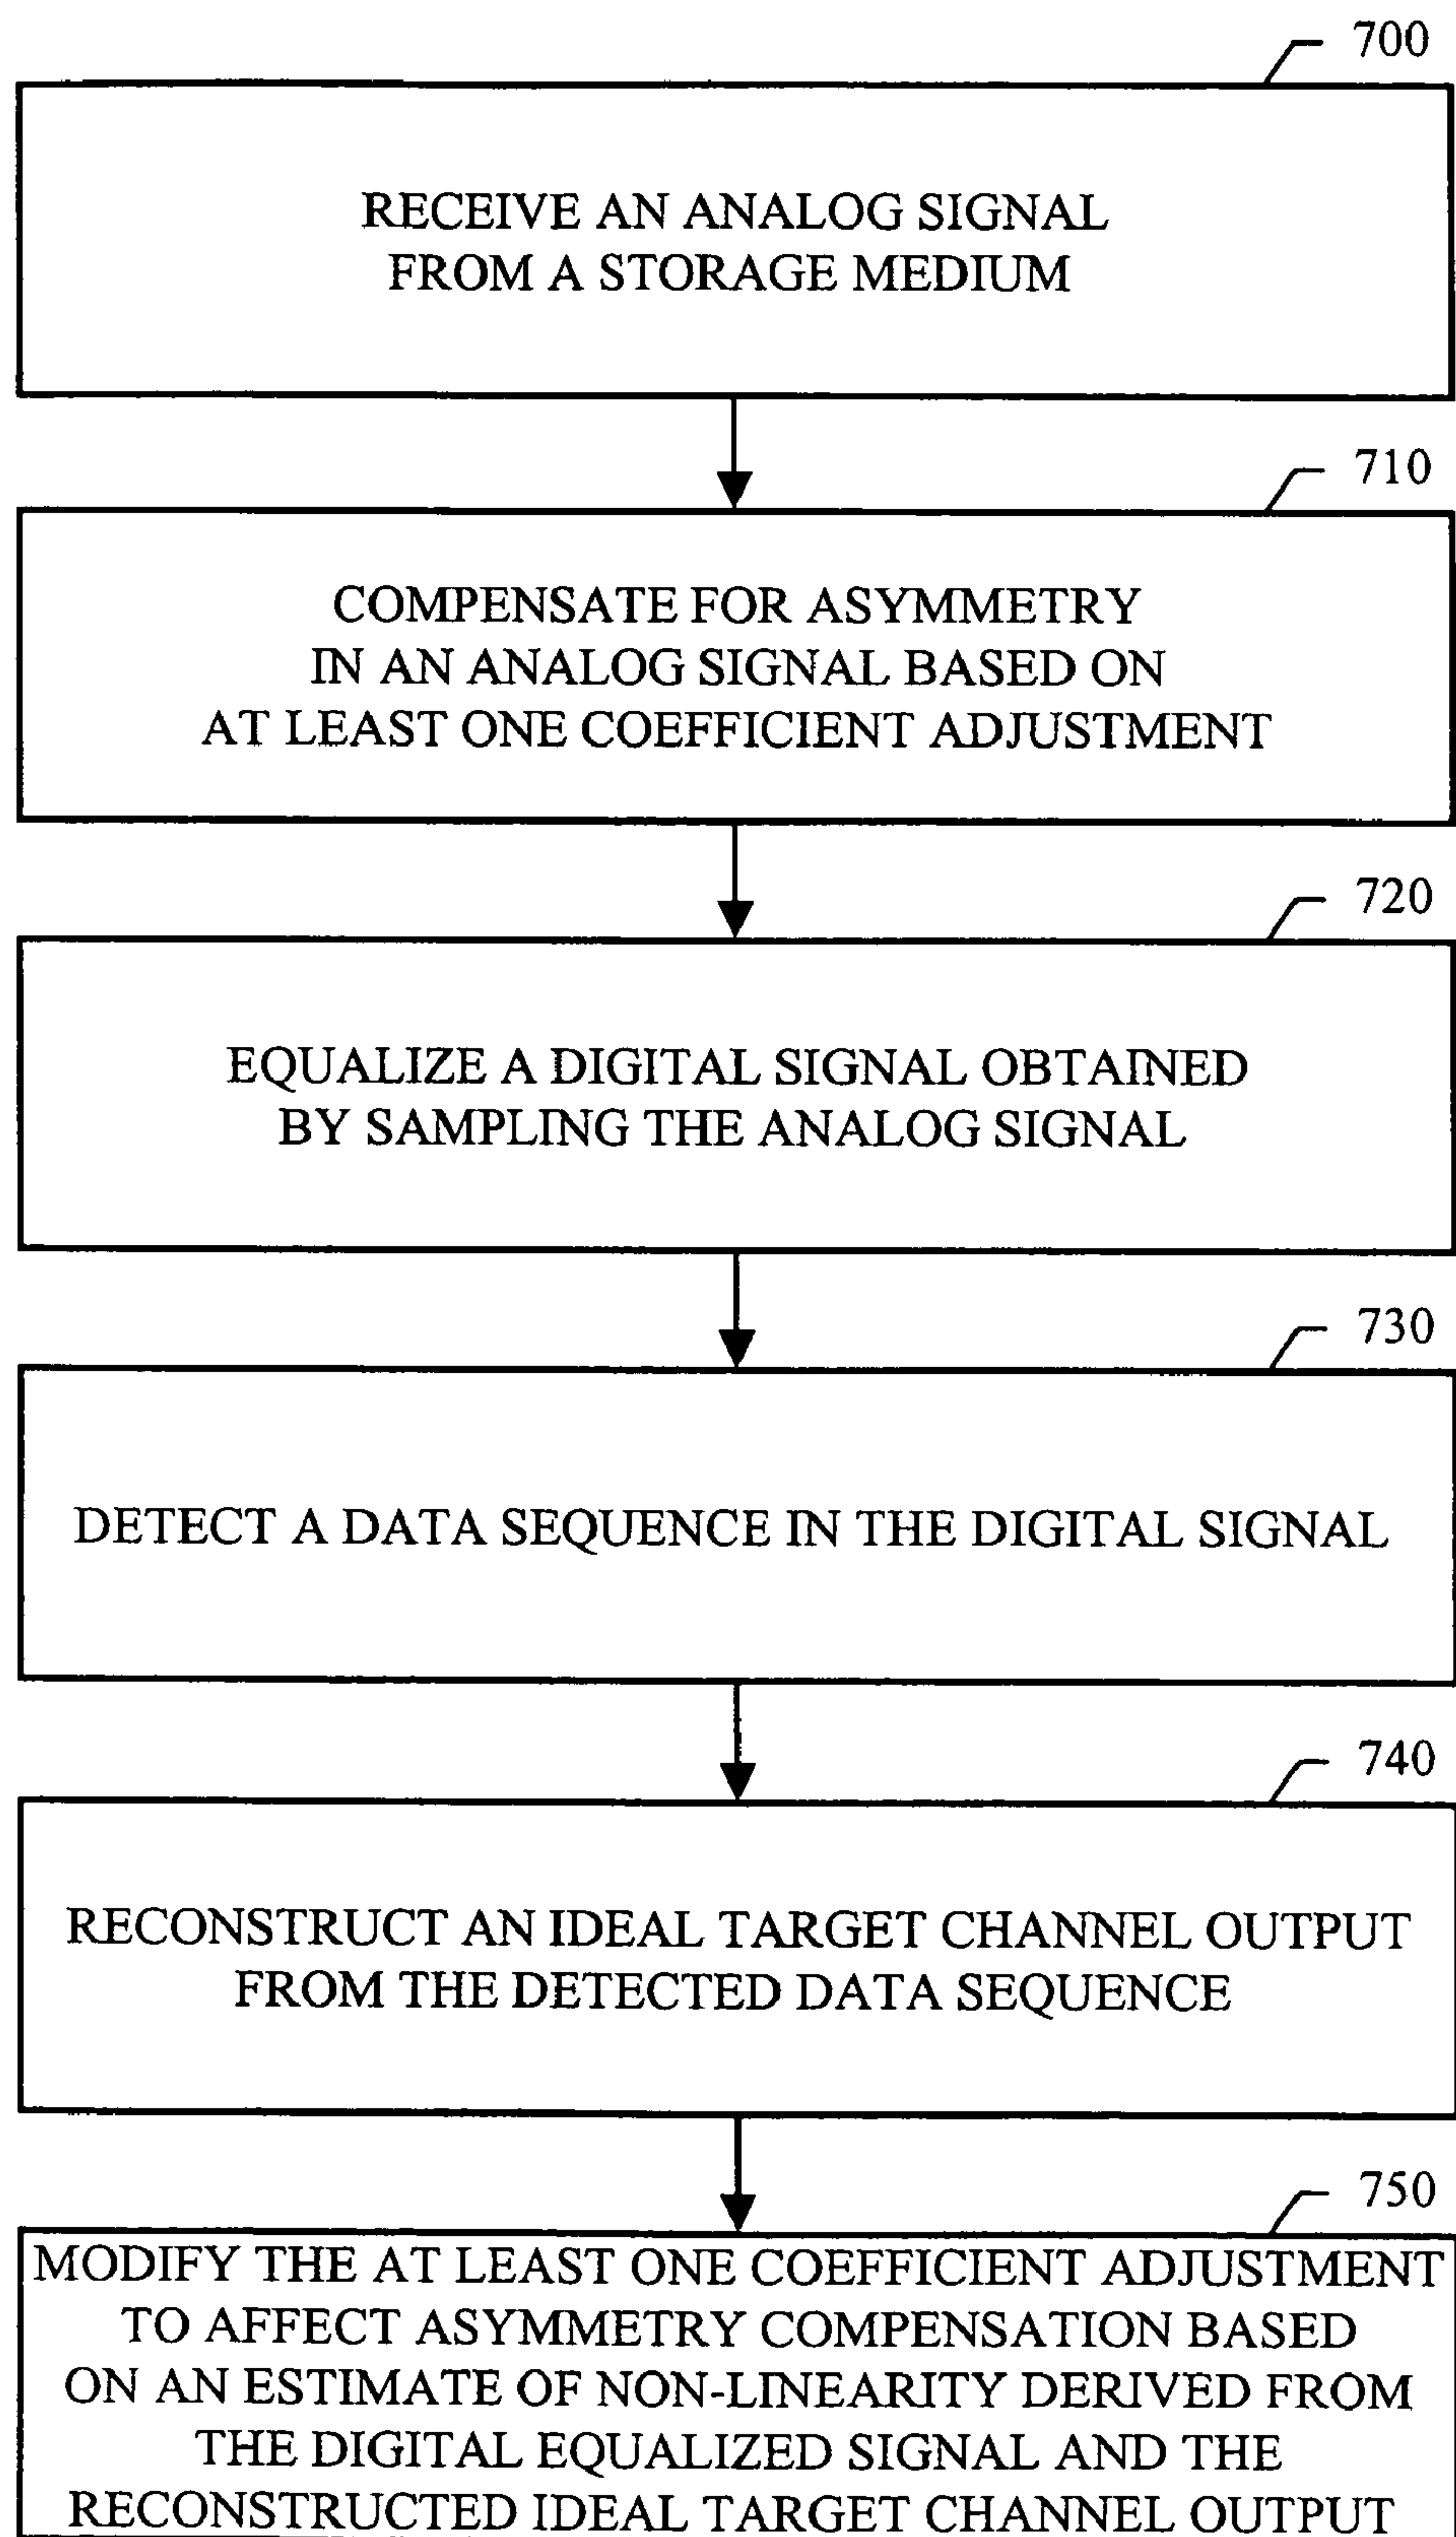 700
RECEIVE AN ANALOG SIGNAL
FROM A STORAGE MEDIUM
710
COMPENSATE FOR ASYMMETRY
IN AN ANALOG SIGNAL BASED ON
AT LEAST ONE COEFFICIENT ADJUSTMENT
720
EQUALIZE A DIGITAL SIGNAL OBTAINED
BY SAMPLING THE ANALOG SIGNAL
730
DETECT A DATA SEQUENCE IN THE DIGITAL SIGNAL
740
RECONSTRUCT AN IDEAL TARGET CHANNEL OUTPUT
FROM THE DETECTED DATA SEQUENCE
750
MODIFY THE AT LEAST ONE COEFFICIENT ADJUSTMENT
TO AFFECT ASYMMETRY COMPENSATION BASED
ON AN ESTIMATE OF NON-LINEARITY DERIVED FROM
THE DIGITAL EQUALIZED SIGNAL AND THE
RECONSTRUCTED IDEAL TARGET CHANNEL OUTPUT